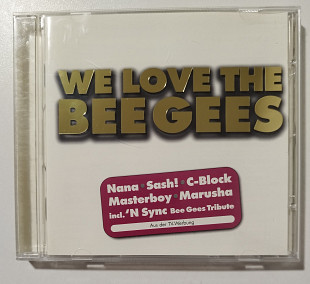 WE LOVE THE
BEE GEES
Nana • Sash! • C-Block
Masterboy • Marusha
incl. 'N Sync Bee Gees Tribute
Aus der TV-Werbung